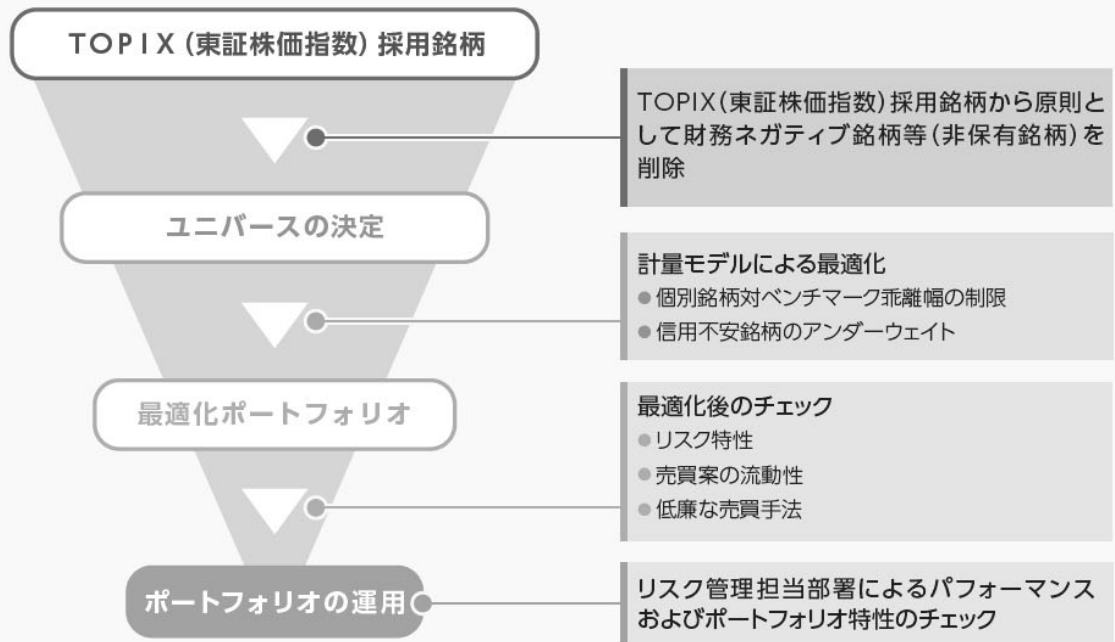 TOPIX（東証株価指数）採用銘柄
TOPIX（東証株価指数）採用銘柄から原則と
して財務ネガティブ銘柄等（非保有銘柄）を
削除
ユニバースの決定
計量モデルによる最適化
●個別銘柄対ベンチマーク乖離幅の制限
●信用不安銘柄のアンダーウェイト
最適化ポートフォリオ
最適化後のチェック
●リスク特性
●売買案の流動性
●低廉な売買手法
ポートフォリオの運用
リスク管理担当部署によるパフォーマンス
およびポートフォリオ特性のチェック